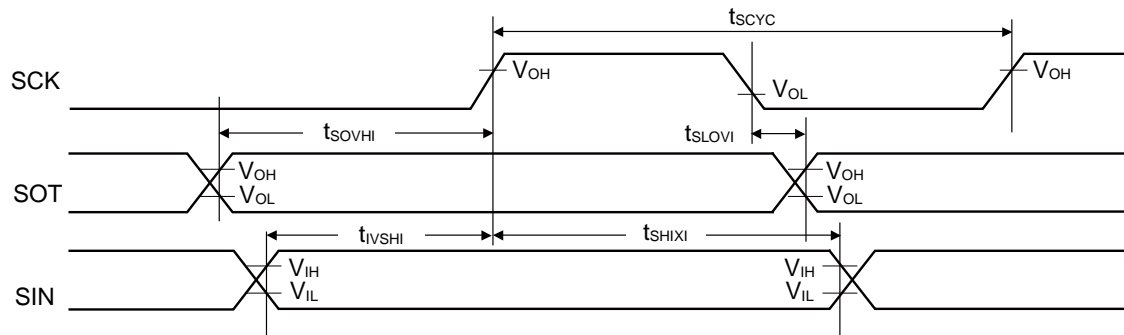 tSCYC
SCK
VOH
VOL
VOH
tSOVHI
tSLOVI
SOT
VOH
VOL
VOH
VOL
tIVSHI
tSHIXI
SIN
VIH
VIL
VIH
VIL